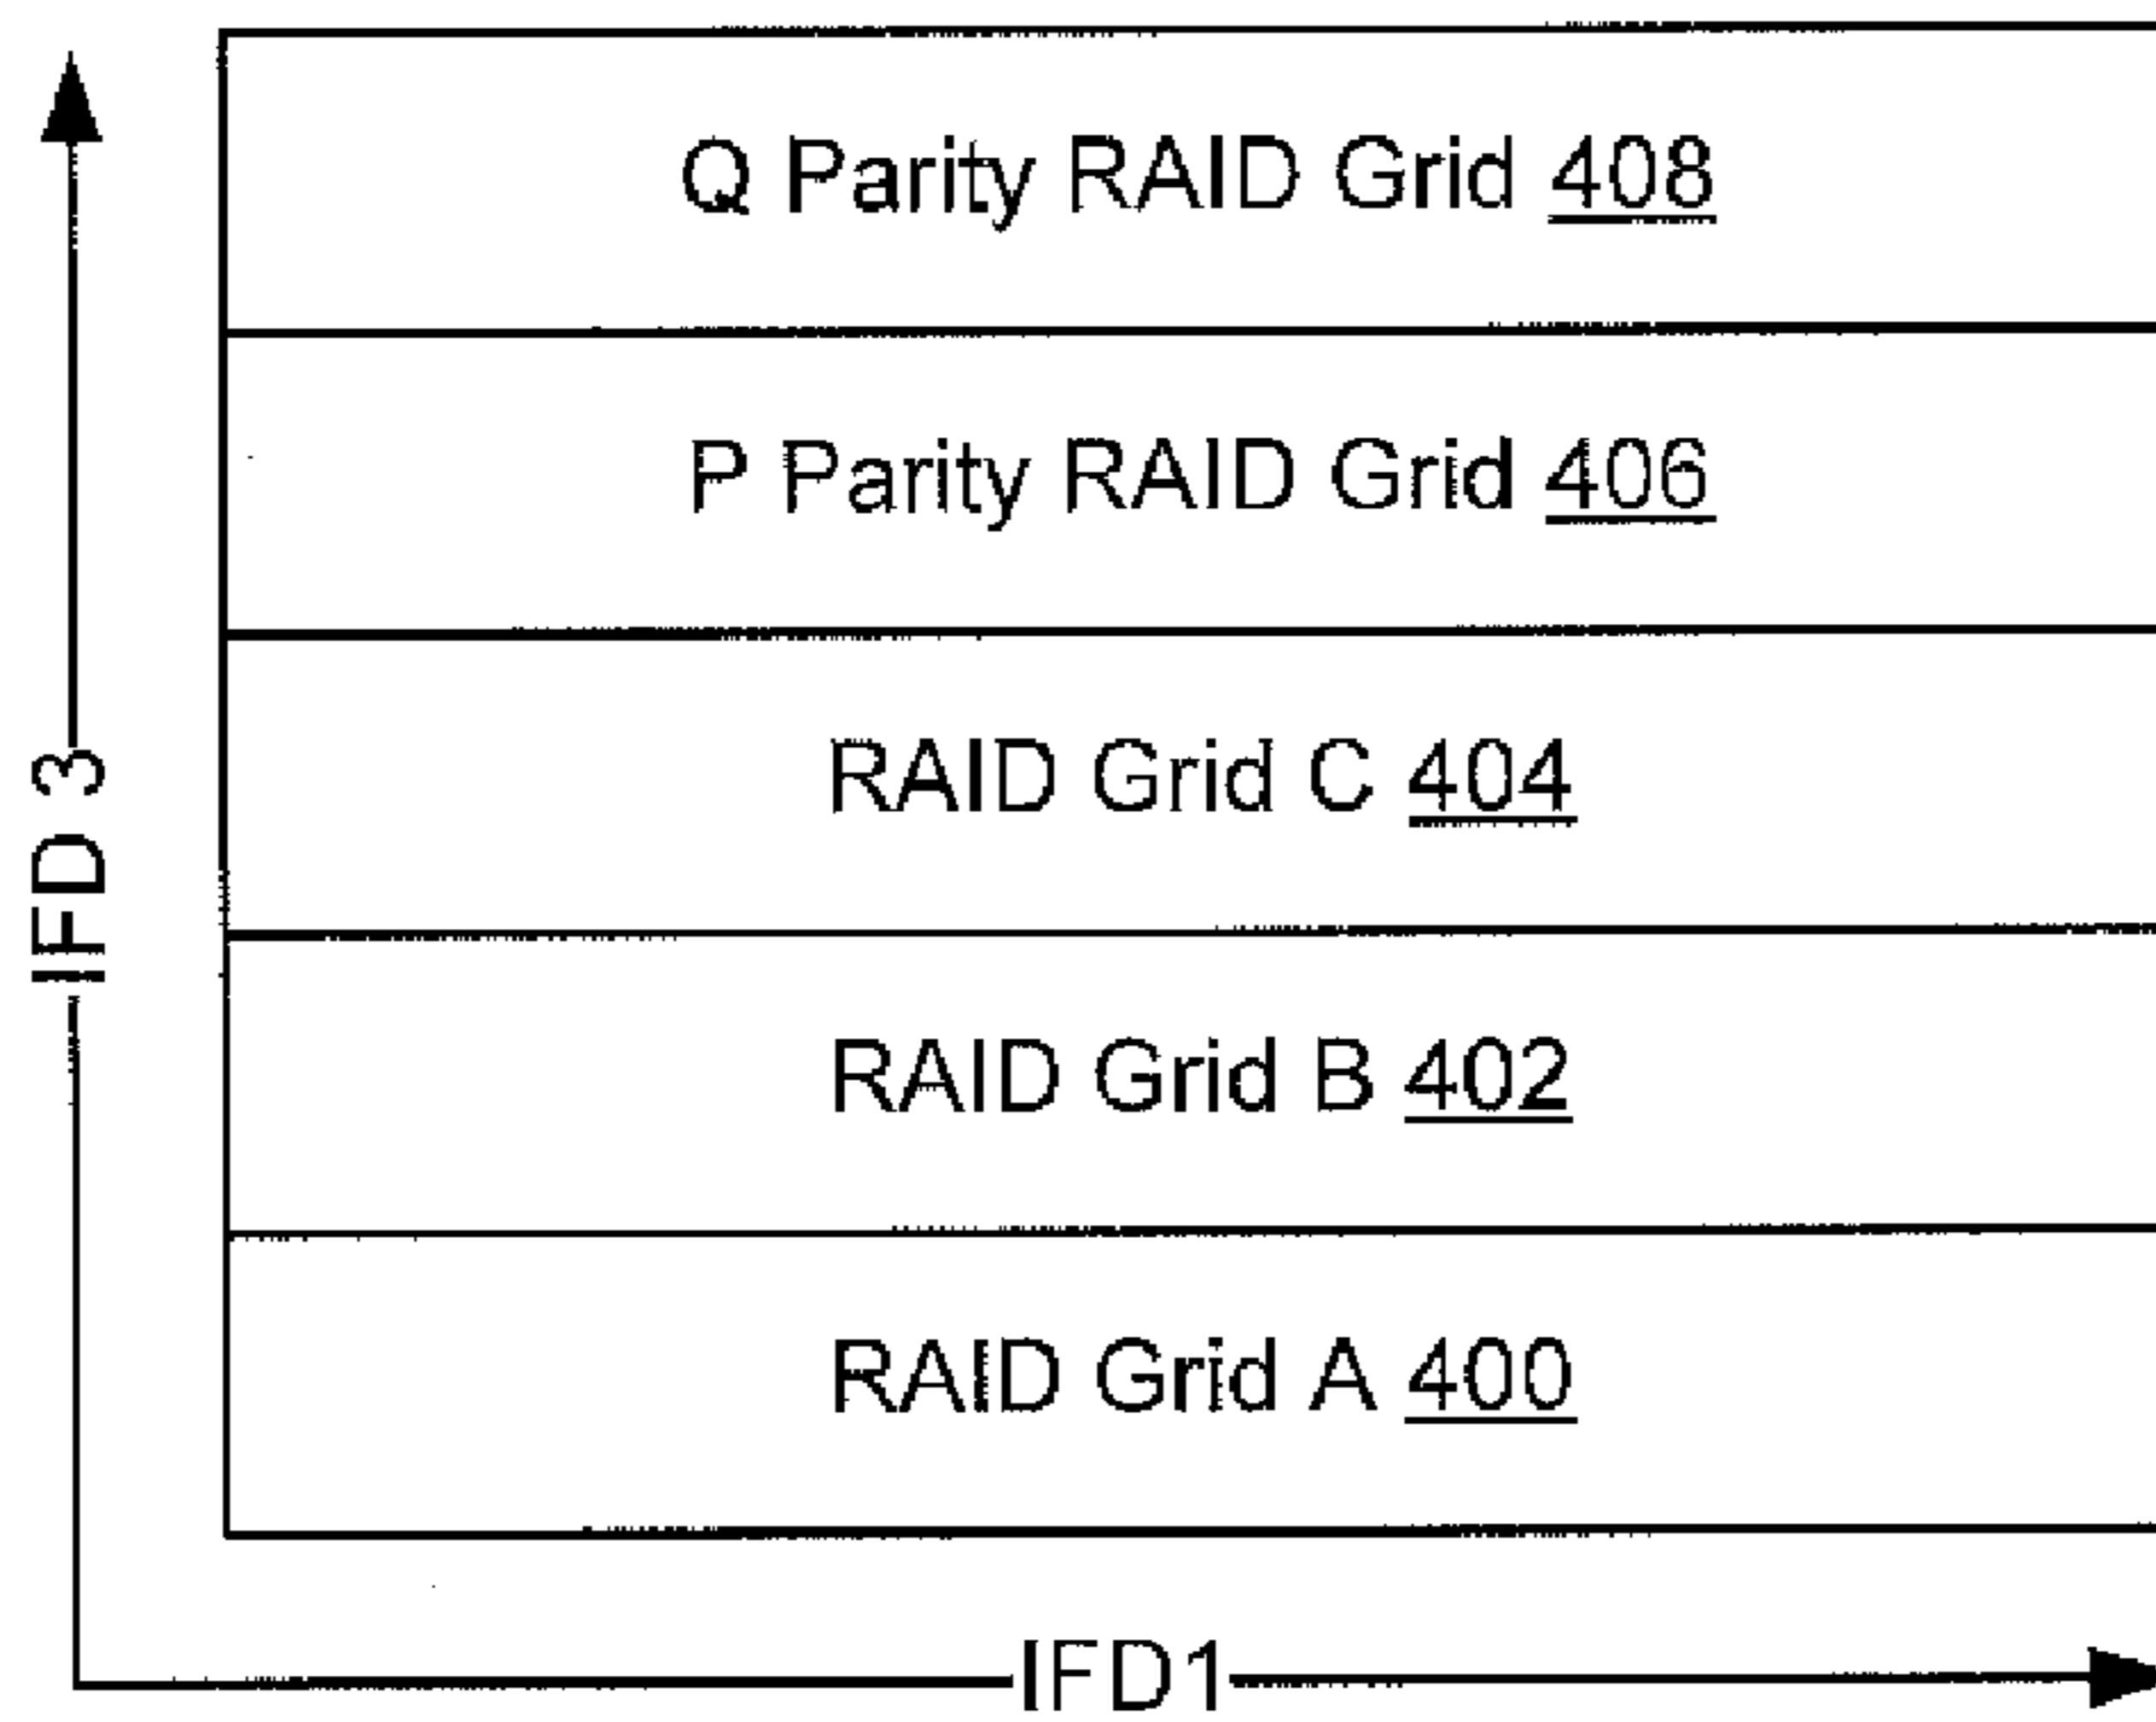 Q Parity RAID Grid 408
P Parity RAID Grid 406
RAID Grid C 404
RAID Grid B 402
RAID Grid A 400
IFD 3
IFD1